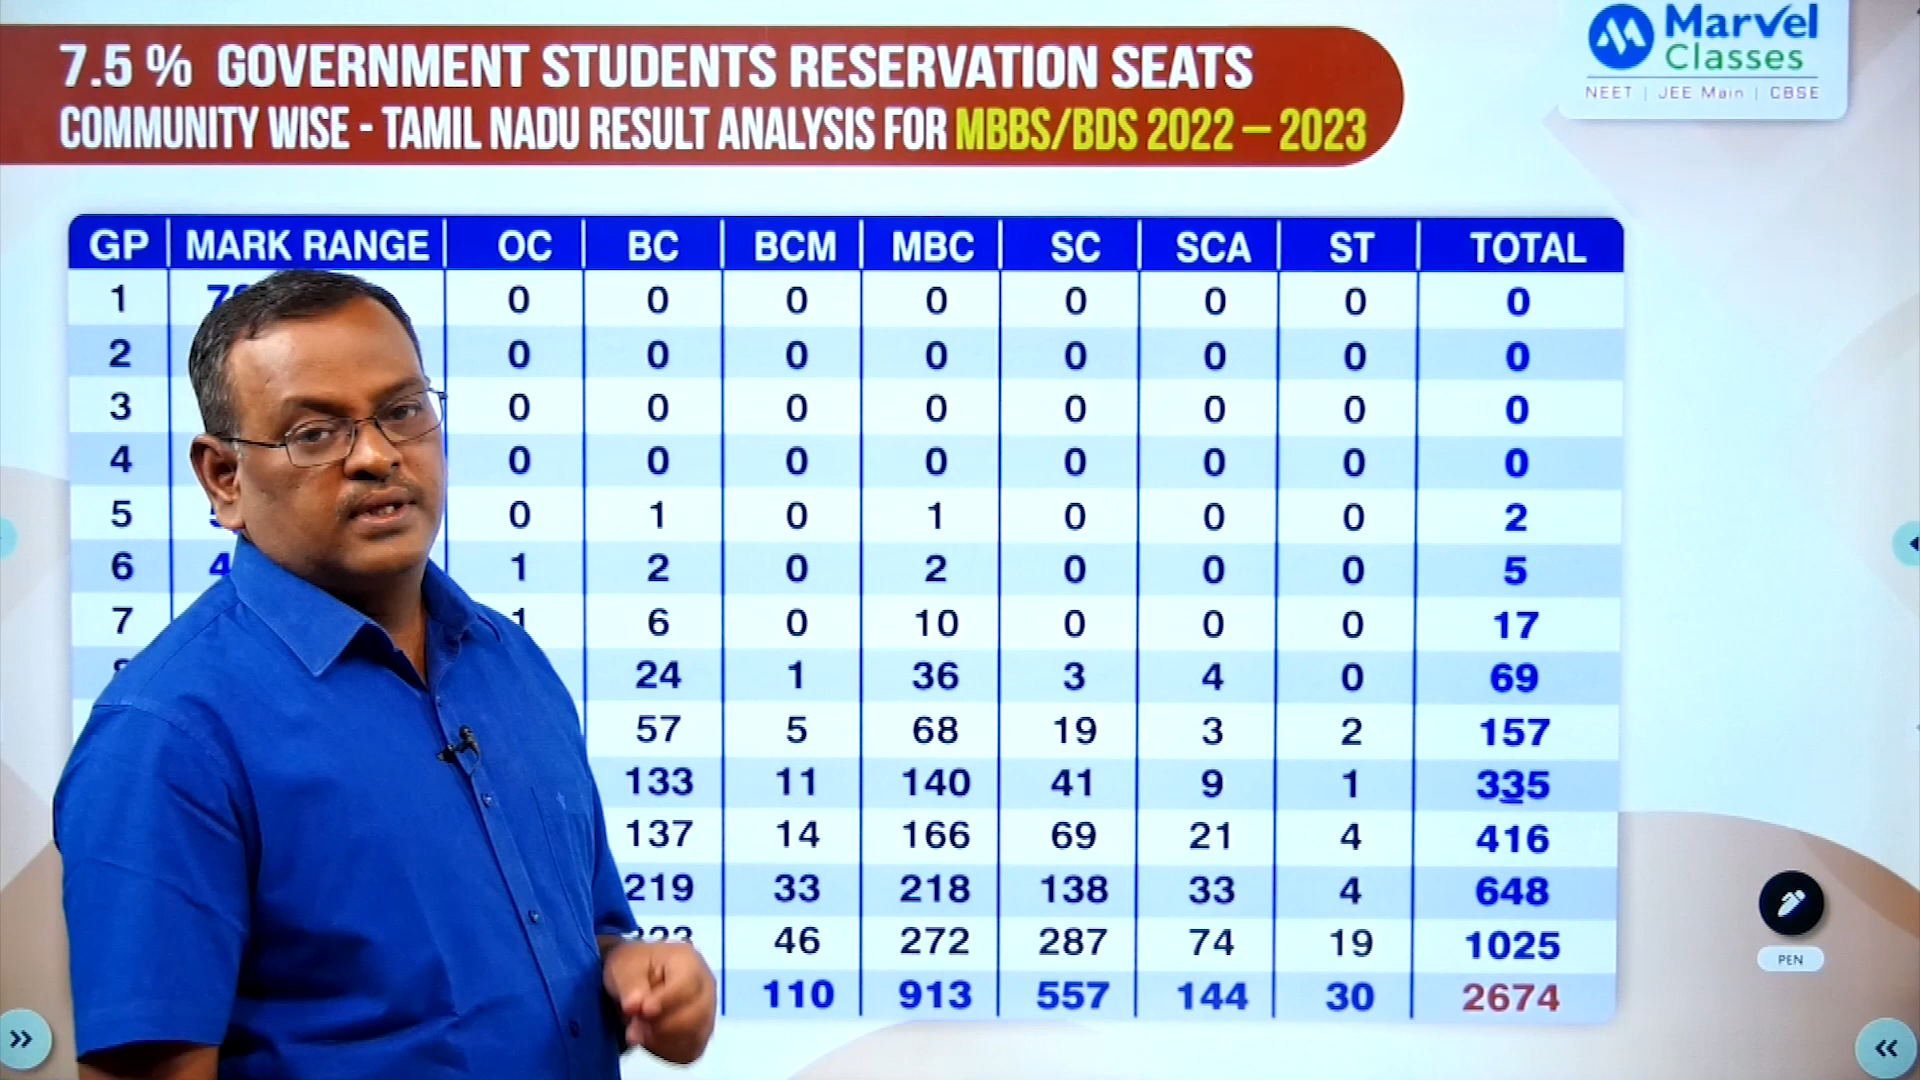 7.5 % GOVERNMENT STUDENTS RESERVATION SEATS
COMMUNITY WISE - TAMIL NADU RESULT ANALYSIS FOR MBBS/BDS 2022 – 2023
Marvel
Classes
NEET | JEE Main | CBSE
GP MARK RANGE OC BC BCM MBC SC SCA ST TOTAL
1 0 0 0 0 0 0 0 0
2 0 0 0 0 0 0 0 0
3 0 0 0 0 0 0 0 0
4 0 0 0 0 0 0 0 0
5 0 1 0 1 0 0 0 2
6 1 2 0 2 0 0 0 5
7 1 6 0 10 0 0 0 17
24 1 36 3 4 0 69
57 5 68 19 3 2 157
133 11 140 41 9 1 335
137 14 166 69 21 4 416
219 33 218 138 33 4 648
46 272 287 74 19 1025
110 913 557 144 30 2674
PEN